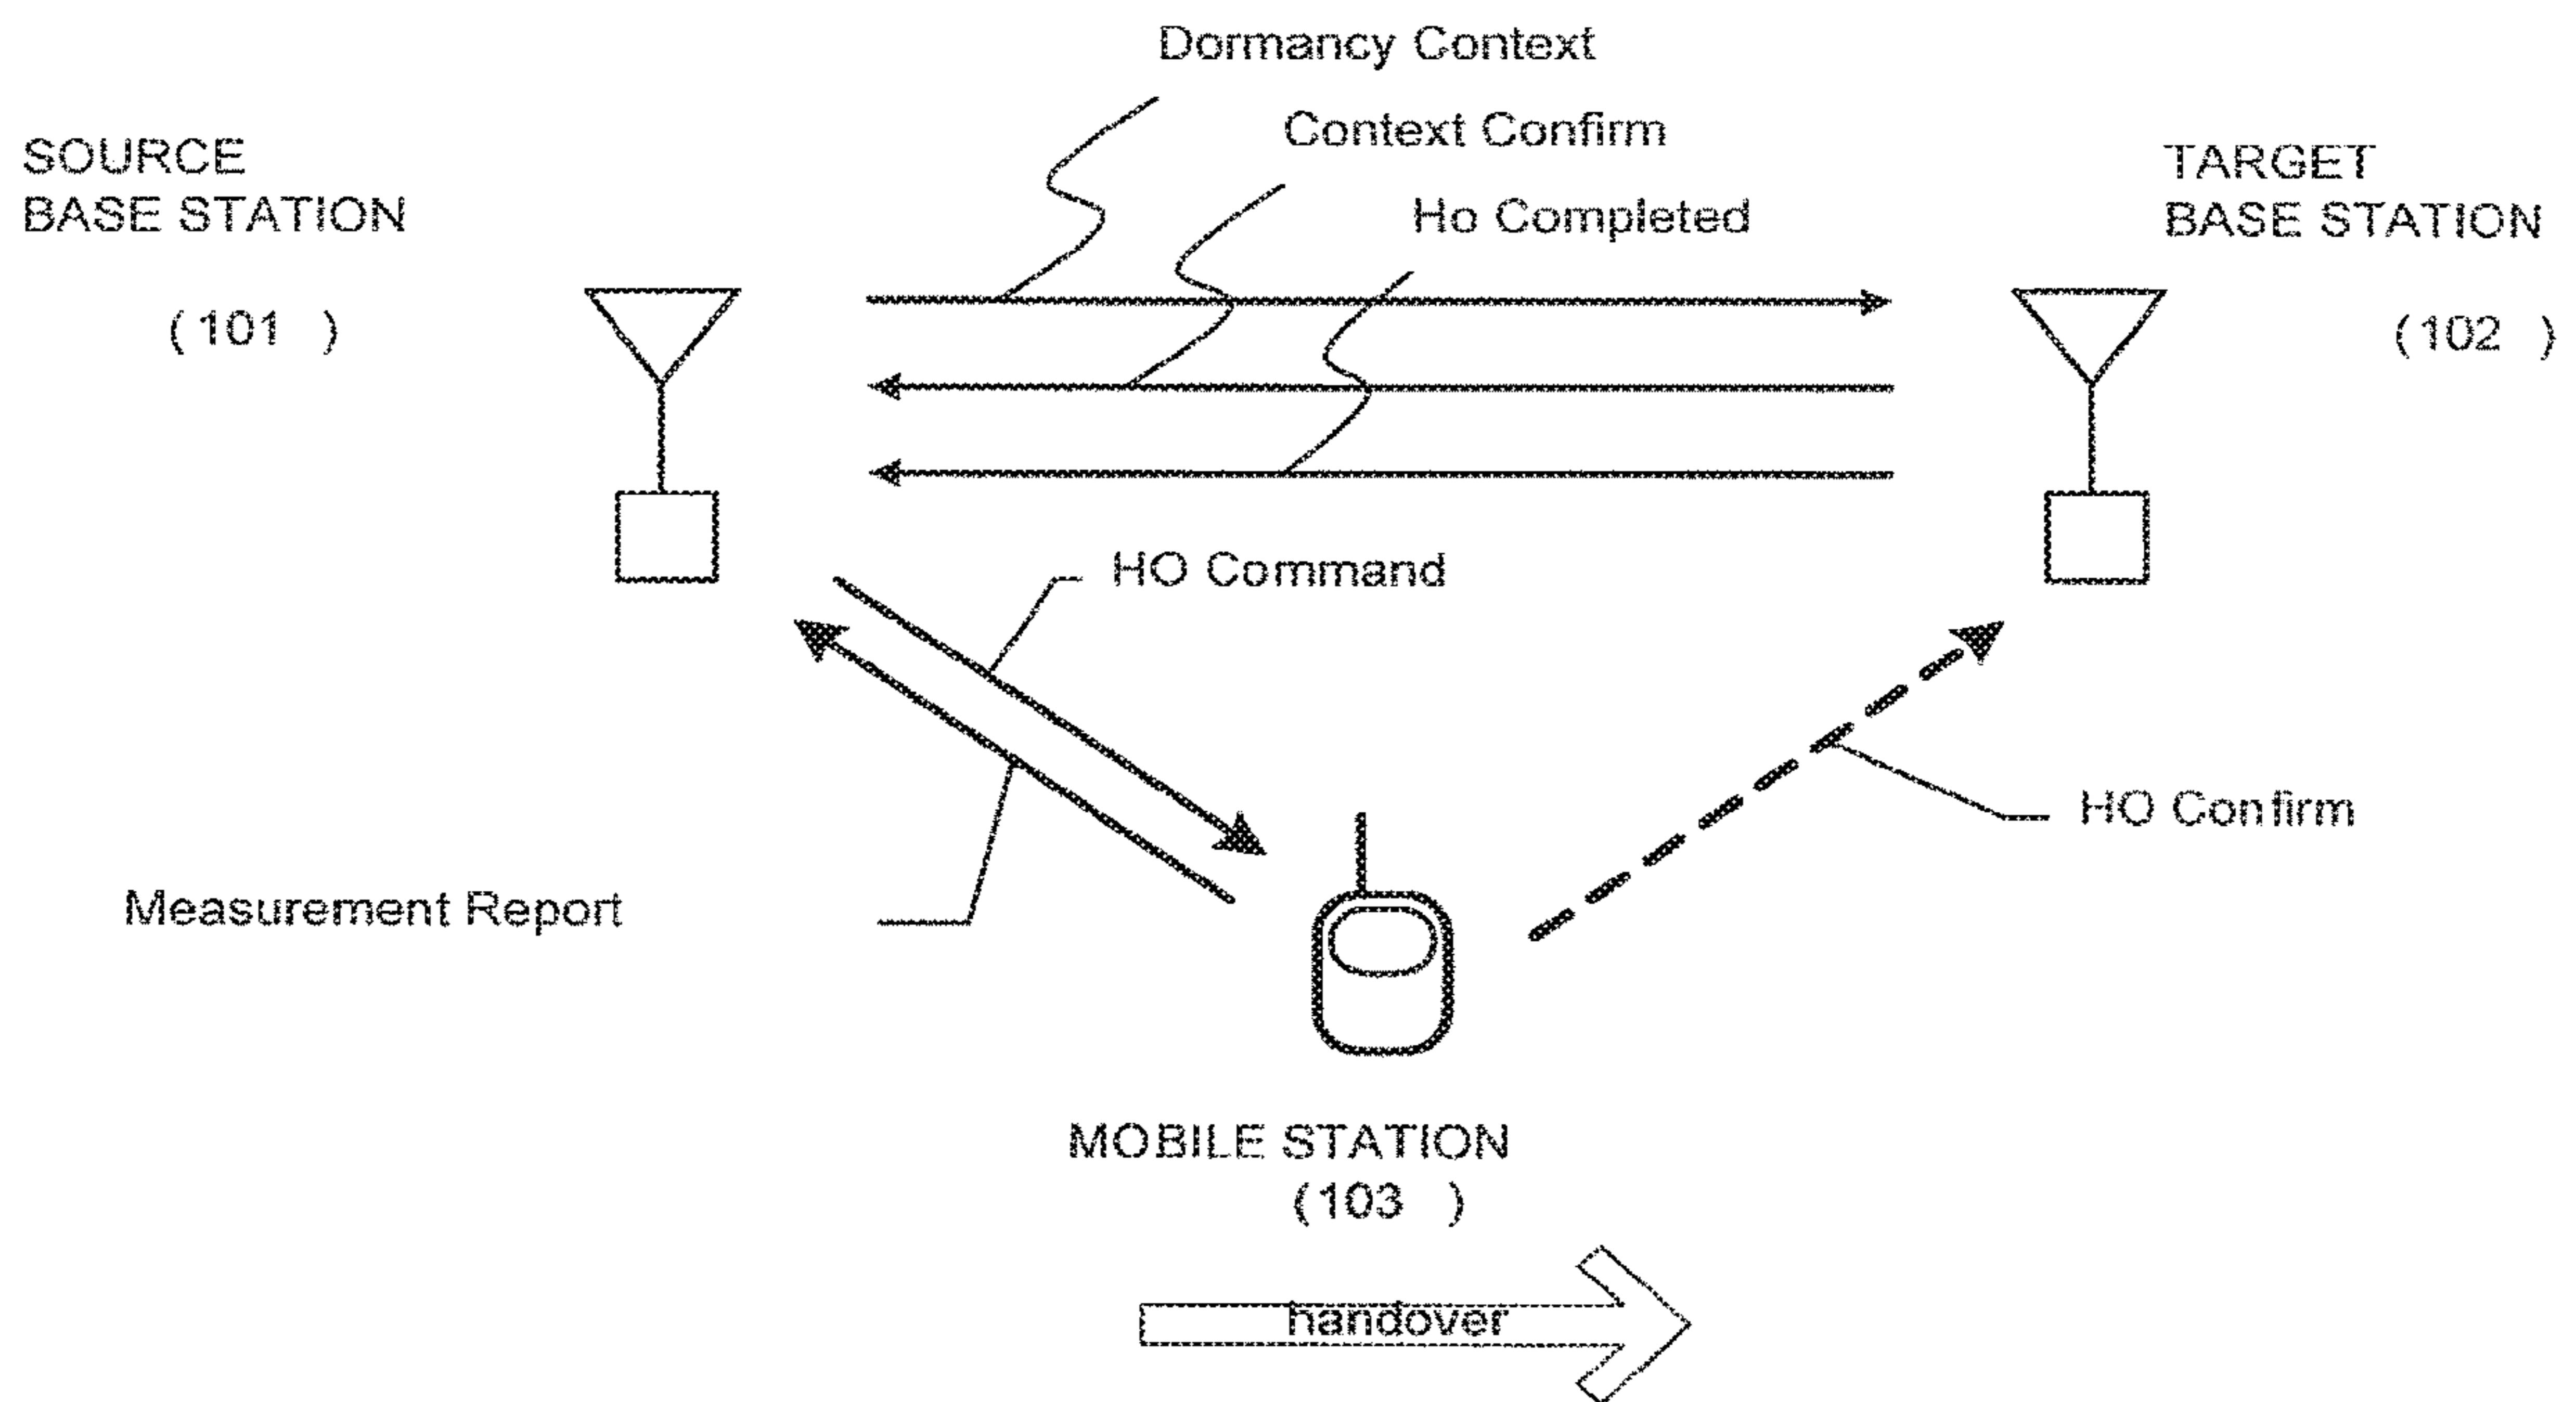 Dormancy Context
Context Confirm
Ho Completed
SOURCE
BASE STATION
(101 )
TARGET
BASE STATION
(102 )
HO Command
HO Confirm
Measurement Report
MOBILE STATION
(103 )
handover